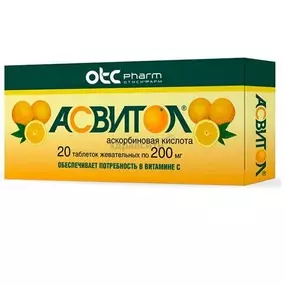 otc pharm
ОТИСИФАРМ
АСВИТОЛ®
аскорбиновая кислота
20 таблеток жевательных по 200 мг
ОБЕСПЕЧИВАЕТ ПОТРЕБНОСТЬ В ВИТАМИНЕ С